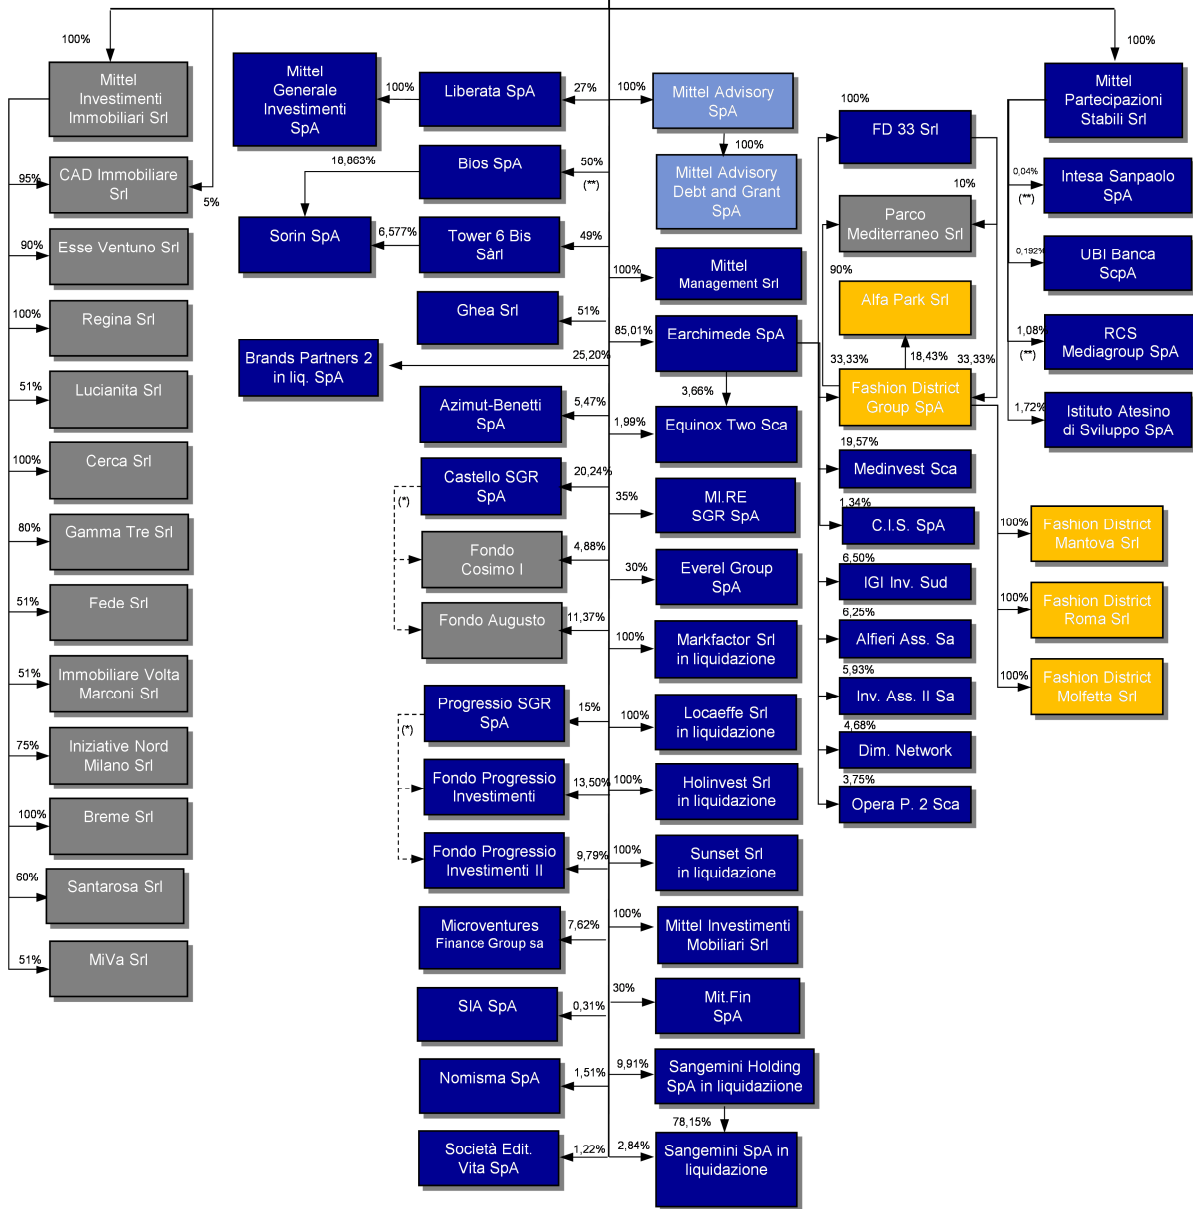 100%
Mittel
Investimenti
Immobiliari Srl
95%
CAD Immobiliare
Srl
5%
90%
Esse Ventuno Srl
100%
Regina Srl
51%
Lucianita Srl
100%
Cerca Srl
80%
Gamma Tre Srl
51%
Fede Srl
51%
Immobiliare Volta
Marconi Srl
75%
Iniziative Nord
Milano Srl
100%
Breme Srl
60%
Santarosa Srl
51%
MiVa Srl
Mittel
Generale
Investimenti
SpA
100%
Liberata SpA
27%
18,863%
Bios SpA
50%
(**)
Sorin SpA
6,577%
Tower 6 Bis
Sàrl
49%
Ghea Srl
51%
Brands Partners 2
in liq. SpA
25,20%
Azimut-Benetti
SpA
5,47%
Castello SGR
SpA
20,24%
(*)
Fondo
Cosimo I
4,88%
Fondo Augusto
11,37%
Progressio SGR
SpA
15%
(*)
Fondo Progressio
Investimenti
13,50%
Fondo Progressio
Investimenti II
9,79%
Microventures
Finance Group sa
7,62%
SIA SpA
0,31%
Nomisma SpA
1,51%
Società Edit.
Vita SpA
1,22%
100%
Mittel Advisory
SpA
100%
Mittel Advisory
Debt and Grant
SpA
100%
Mittel
Management Srl
85,01%
Earchimede SpA
3,66%
1,99%
Equinox Two Sca
35%
MI.RE
SGR SpA
30%
Everel Group
SpA
100%
Markfactor Srl
in liquidazione
100%
Locaeffe Srl
in liquidazione
100%
Holinvest Srl
in liquidazione
100%
Sunset Srl
in liquidazione
100%
Mittel Investimenti
Mobiliari Srl
30%
Mit.Fin
SpA
9,91%
Sangemini Holding
SpA in liquidaziione
78,15%
2,84%
Sangemini SpA in
liquidazione
100%
FD 33 Srl
10%
Parco
Mediterraneo Srl
90%
Alfa Park Srl
33,33%
18,43%
33,33%
Fashion District
Group SpA
19,57%
Medinvest Sca
1,34%
C.I.S. SpA
6,50%
IGI Inv. Sud
6,25%
Alfieri Ass. Sa
5,93%
Inv. Ass. II Sa
4,68%
Dim. Network
3,75%
Opera P. 2 Sca
100%
Mittel
Partecipazioni
Stabili Srl
0,04%
(**)
Intesa Sanpaolo
SpA
0,192%
UBI Banca
ScpA
1,08%
(**)
RCS
Mediagroup SpA
1,72%
Istituto Atesino
di Sviluppo SpA
100%
Fashion District
Mantova Srl
100%
Fashion District
Roma Srl
100%
Fashion District
Molfetta Srl